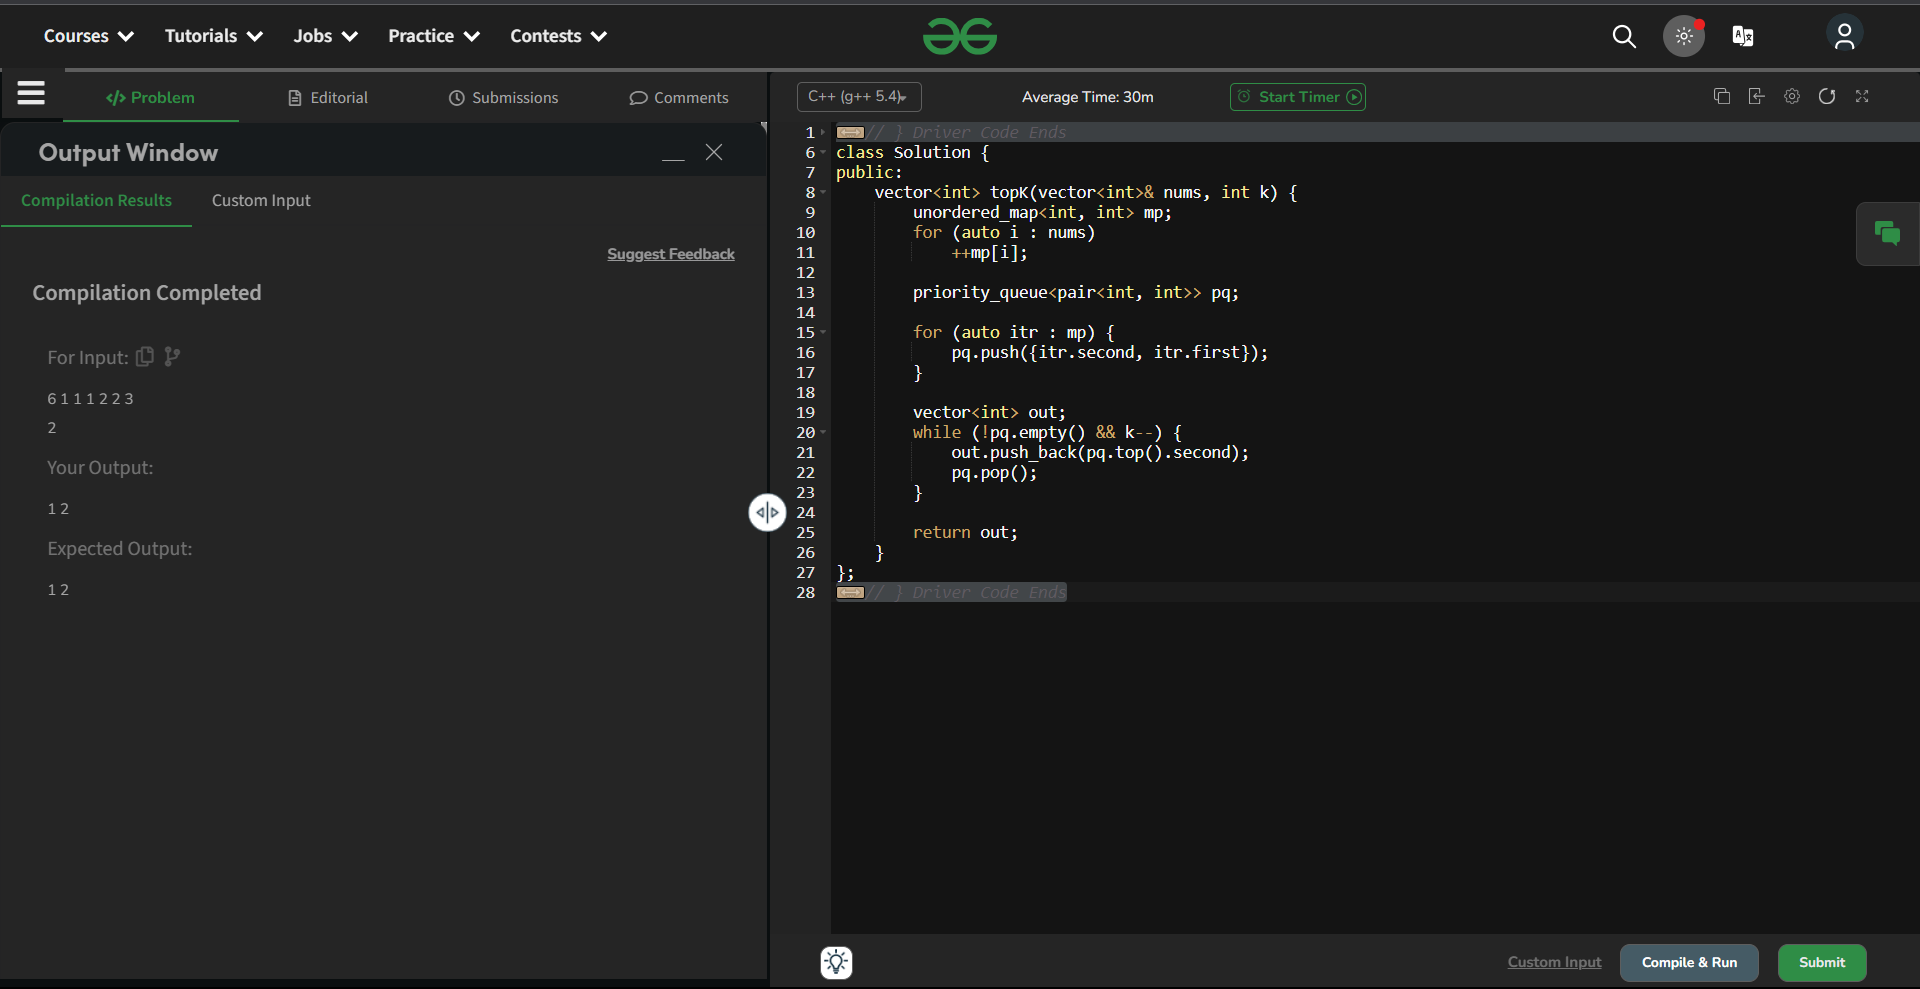 Courses Tutorials Jobs Practice Contests
Problem Editorial Submissions Comments
Output Window
Compilation Results Custom Input
Suggest Feedback
Compilation Completed
For Input:
6 1 1 1 2 2 3
2
Your Output:
1 2
Expected Output:
1 2
C++ (g++ 5.4) Average Time: 30m Start Timer
1 // } Driver Code Ends
6 class Solution {
7 public:
8     vector<int> topK(vector<int>& nums, int k) {
9         unordered_map<int, int> mp;
10         for (auto i : nums)
11             ++mp[i];
12
13         priority_queue<pair<int, int>> pq;
14
15         for (auto itr : mp) {
16             pq.push({itr.second, itr.first});
17         }
18
19         vector<int> out;
20         while (!pq.empty() && k--) {
21             out.push_back(pq.top().second);
22             pq.pop();
23         }
24
25         return out;
26     }
27 };
28 // } Driver Code Ends
Custom Input Compile & Run Submit